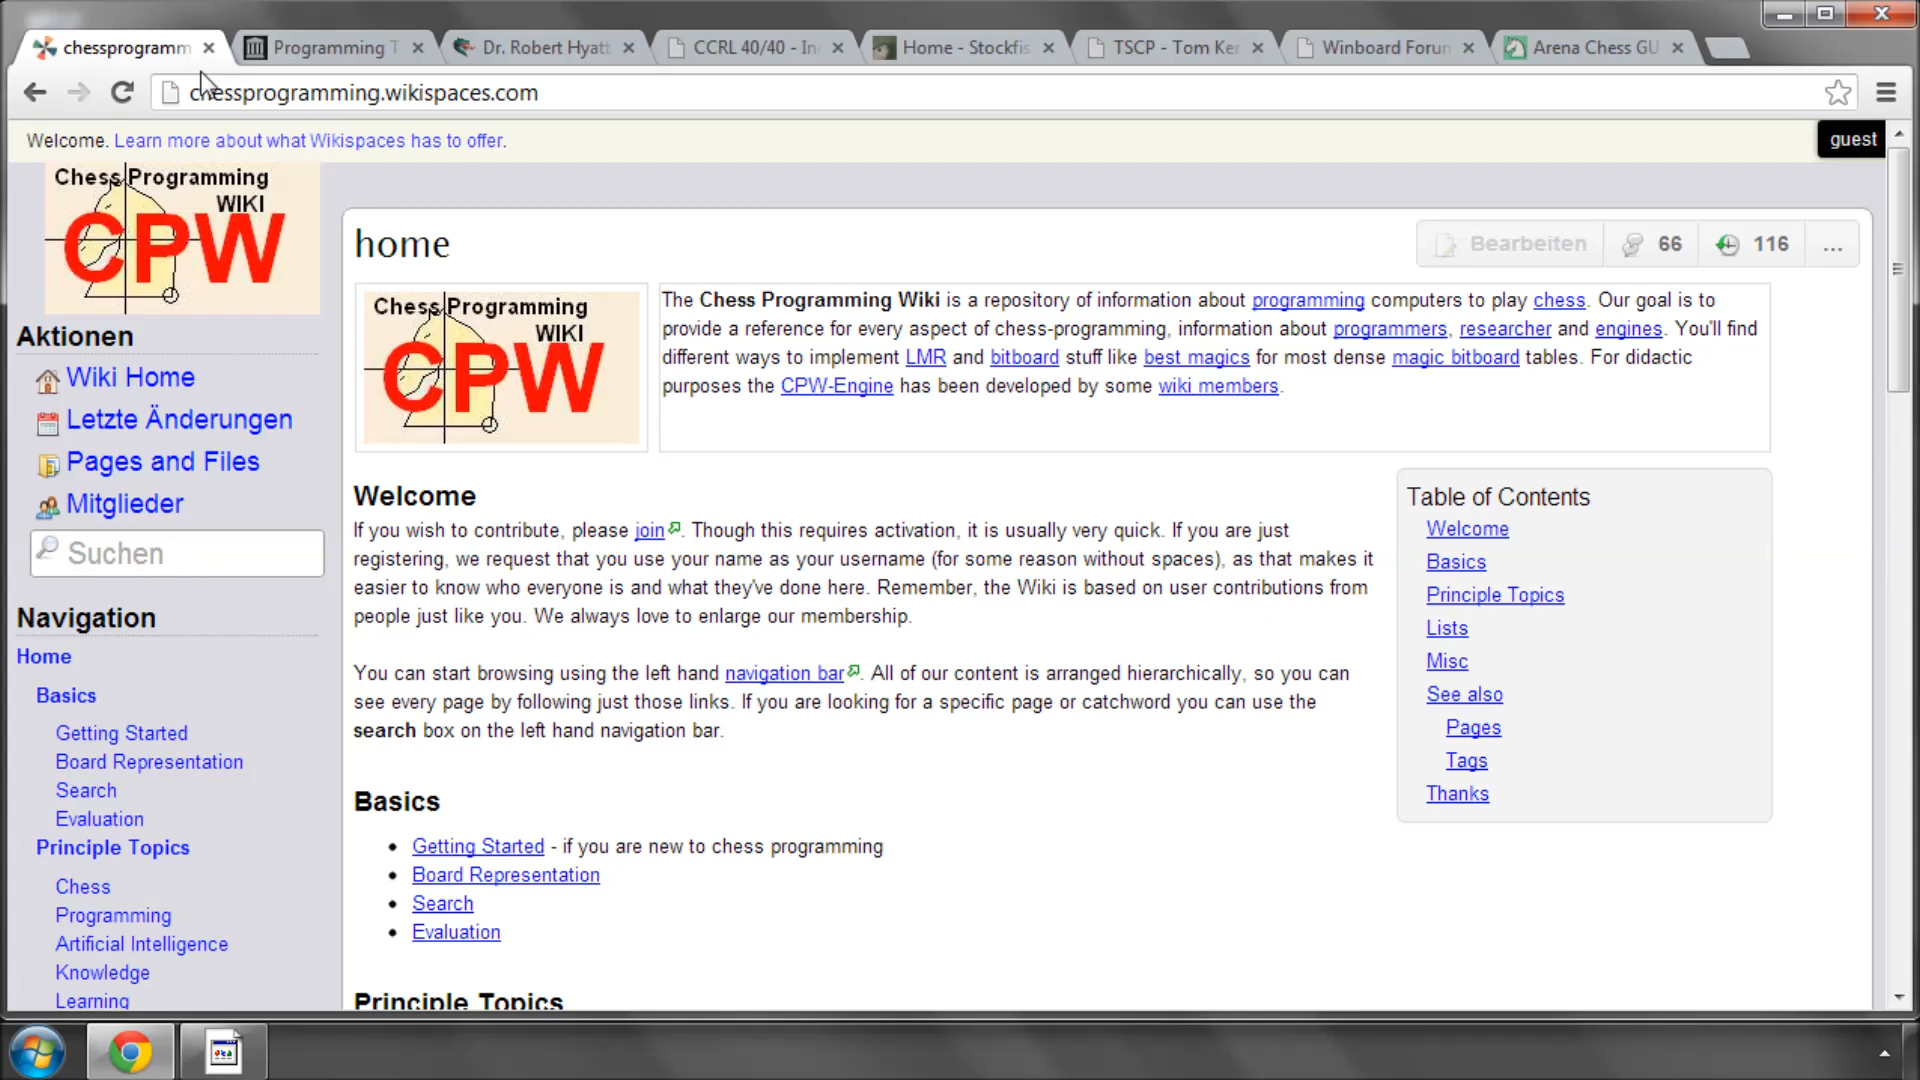 chessprogramm
Programming T
Dr. Robert Hyatt
CCRL 40/40 - In
Home - Stockfis
TSCP - Tom Ker
Winboard Forun
Arena Chess GU
chessprogramming.wikispaces.com
Welcome. Learn more about what Wikispaces has to offer.
guest
Chess Programming
WIKI
CPW
Aktionen
Wiki Home
Letzte Änderungen
Pages and Files
Mitglieder
Suchen
Navigation
Home
Basics
Getting Started
Board Representation
Search
Evaluation
Principle Topics
Chess
Programming
Artificial Intelligence
Knowledge
Learning
home
Bearbeiten
66
116
...
Chess Programming
WIKI
CPW
The Chess Programming Wiki is a repository of information about programming computers to play chess. Our goal is to
provide a reference for every aspect of chess-programming, information about programmers, researcher and engines. You'll find
different ways to implement LMR and bitboard stuff like best magics for most dense magic bitboard tables. For didactic
purposes the CPW-Engine has been developed by some wiki members.
Welcome
If you wish to contribute, please join. Though this requires activation, it is usually very quick. If you are just
registering, we request that you use your name as your username (for some reason without spaces), as that makes it
easier to know who everyone is and what they've done here. Remember, the Wiki is based on user contributions from
people just like you. We always love to enlarge our membership.
You can start browsing using the left hand navigation bar. All of our content is arranged hierarchically, so you can
see every page by following just those links. If you are looking for a specific page or catchword you can use the
search box on the left hand navigation bar.
Table of Contents
Welcome
Basics
Principle Topics
Lists
Misc
See also
Pages
Tags
Thanks
Basics
• Getting Started - if you are new to chess programming
• Board Representation
• Search
• Evaluation
Principle Topics